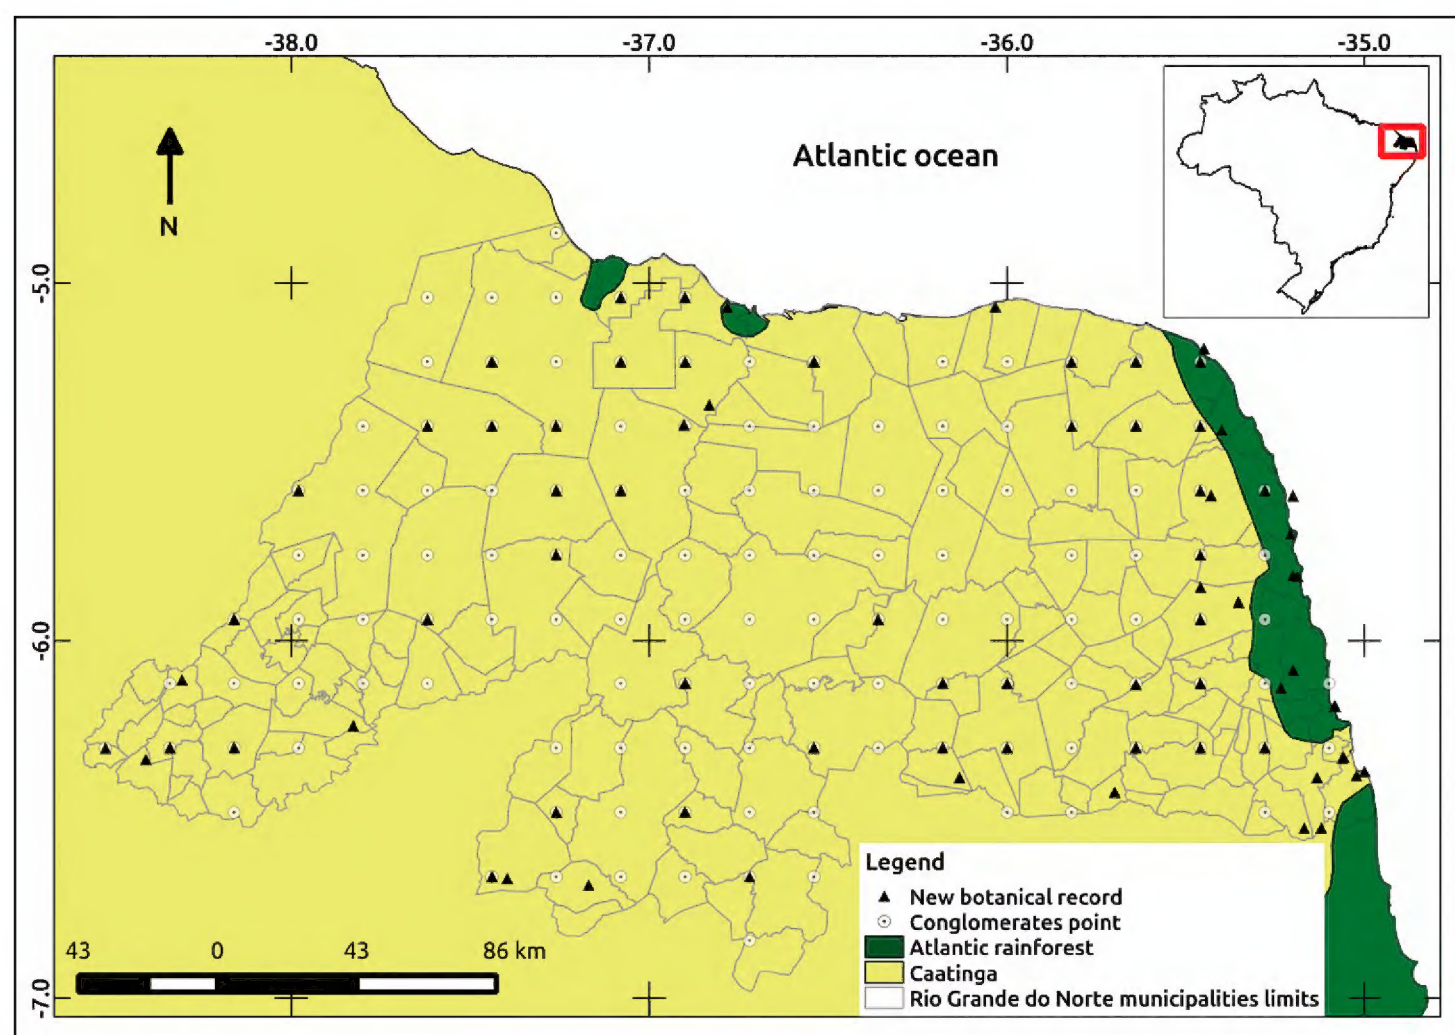 -38.0 -37.0 -36.0 -35.0
Atlantic ocean
N
-5.0
-6.0
-7.0
Legend
New botanical record
Conglomerates point
Atlantic rainforest
Caatinga
Rio Grande do Norte municipalities limits
43 0 43 86 km